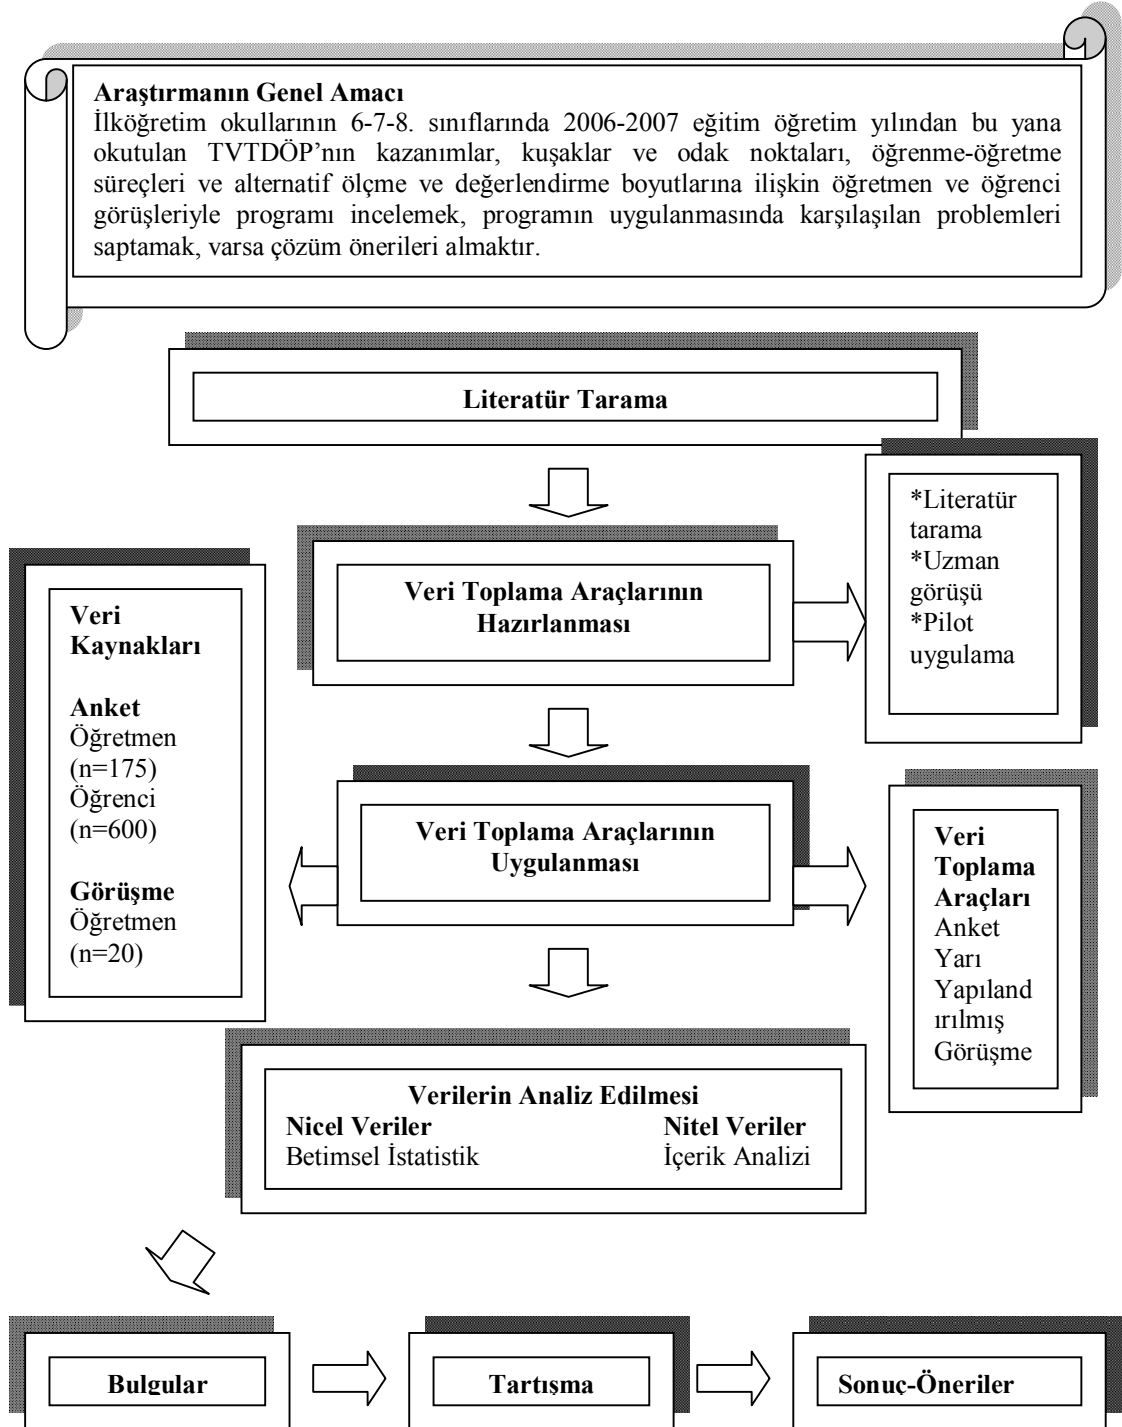 Araştırmanın Genel Amacı
İlköğretim okullarının 6-7-8. sınıflarında 2006-2007 eğitim öğretim yılından bu yana
okutulan TVTDÖP’nın kazanımlar, kuşaklar ve odak noktaları, öğrenme-öğretme
süreçleri ve alternatif ölçme ve değerlendirme boyutlarına ilişkin öğretmen ve öğrenci
görüşleriyle programı incelemek, programın uygulanmasında karşılaşılan problemleri
saptamak, varsa çözüm önerileri almaktır.
Literatür Tarama
Veri Toplama Araçlarının
Hazırlanması
*Literatür
tarama
*Uzman
görüşü
*Pilot
uygulama
Veri
Kaynakları
Anket
Öğretmen
(n=175)
Öğrenci
(n=600)
Görüşme
Öğretmen
(n=20)
Veri Toplama Araçlarının
Uygulanması
Veri
Toplama
Araçları
Anket
Yarı
Yapıland
ırılmış
Görüşme
Verilerin Analiz Edilmesi
Nicel Veriler Nitel Veriler
Betimsel İstatistik İçerik Analizi
Bulgular
Tartışma
Sonuç-Öneriler